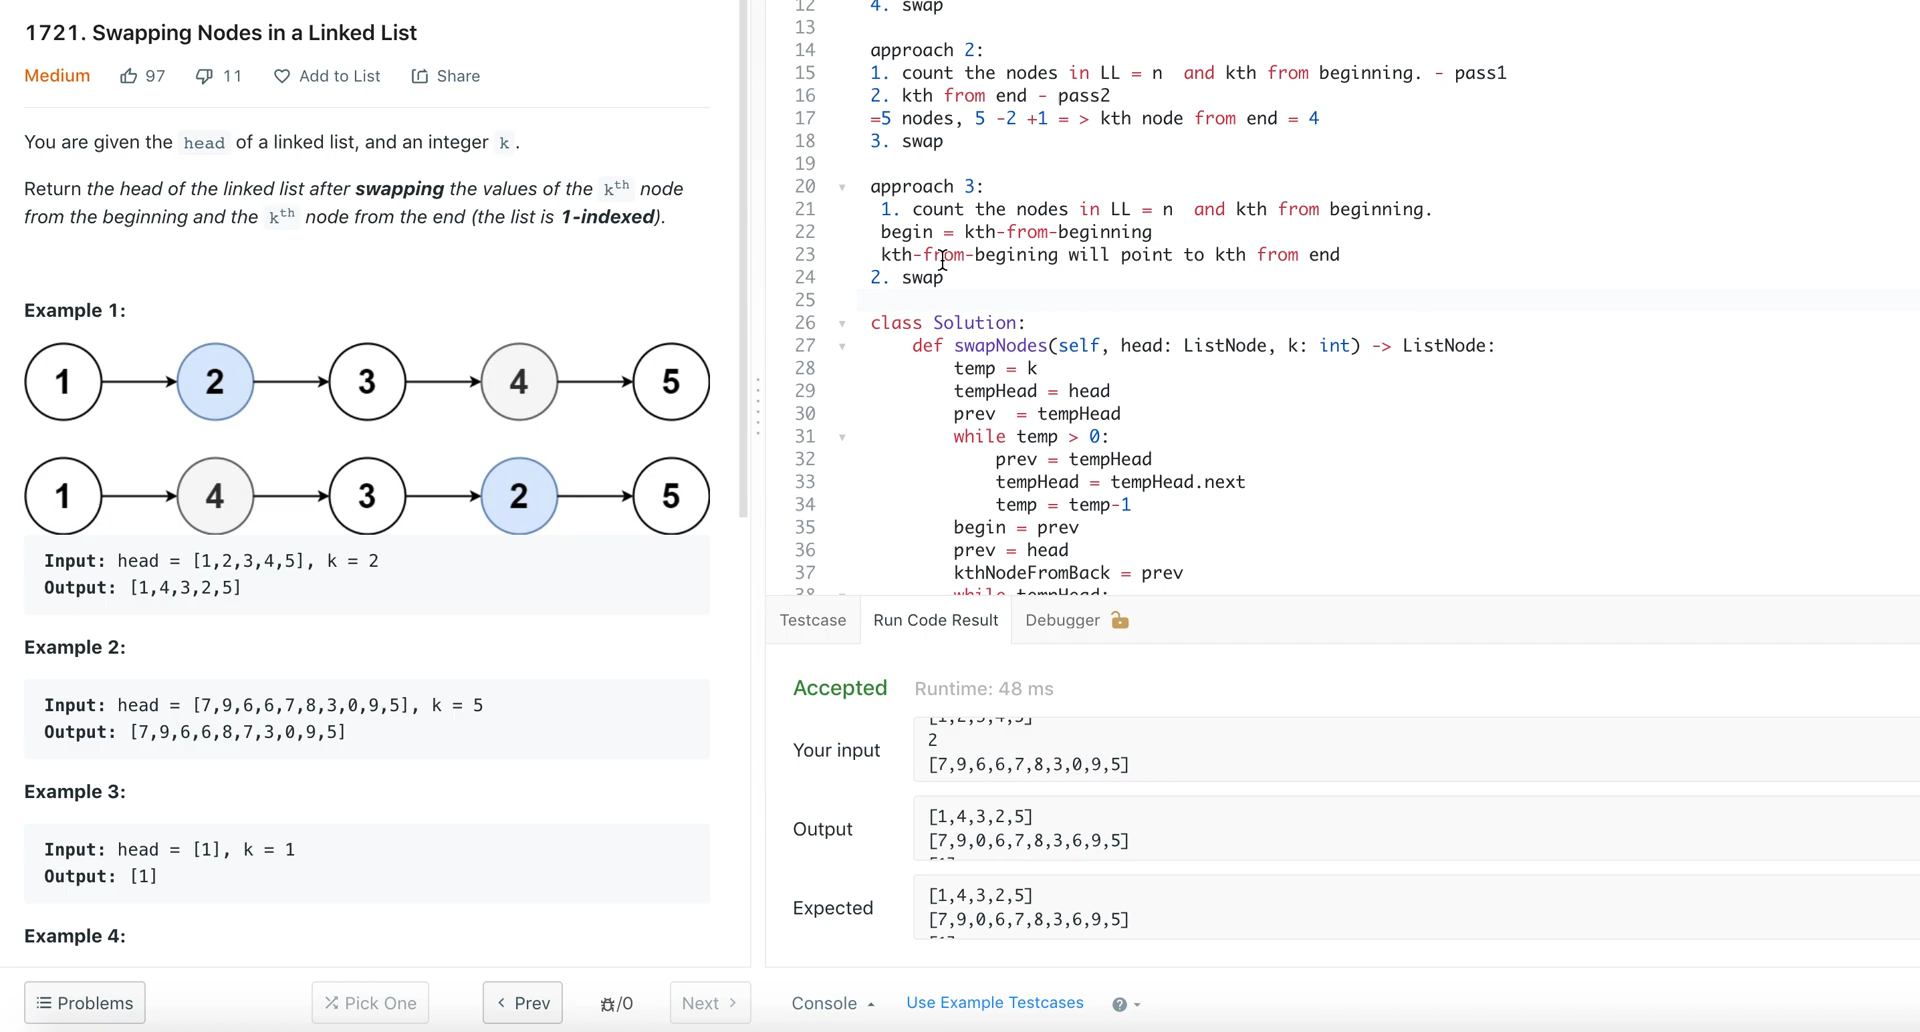 1721. Swapping Nodes in a Linked List
Medium 97 11 Add to List Share
You are given the head of a linked list, and an integer k .
Return the head of the linked list after swapping the values of the kth node
from the beginning and the kth node from the end (the list is 1-indexed).
Example 1:
1 2 3 4 5
1 4 3 2 5
Input: head = [1,2,3,4,5], k = 2
Output: [1,4,3,2,5]
Example 2:
Input: head = [7,9,6,6,7,8,3,0,9,5], k = 5
Output: [7,9,6,6,8,7,3,0,9,5]
Example 3:
Input: head = [1], k = 1
Output: [1]
Example 4:
Problems Pick One Prev /0 Next
12 4. swap
13
14 approach 2:
15 1. count the nodes in LL = n  and kth from beginning. - pass1
16 2. kth from end - pass2
17 =5 nodes, 5 -2 +1 = > kth node from end = 4
18 3. swap
19
20 approach 3:
21 1. count the nodes in LL = n  and kth from beginning.
22 begin = kth-from-beginning
23 kth-from-begining will point to kth from end
24 2. swap
25
26 class Solution:
27 def swapNodes(self, head: ListNode, k: int) -> ListNode:
28 temp = k
29 tempHead = head
30 prev  = tempHead
31 while temp > 0:
32 prev = tempHead
33 tempHead = tempHead.next
34 temp = temp-1
35 begin = prev
36 prev = head
37 kthNodeFromBack = prev
38 while tempHead:
Testcase Run Code Result Debugger
Accepted Runtime: 48 ms
Your input
[1,2,3,4,5]
2
[7,9,6,6,7,8,3,0,9,5]
Output
[1,4,3,2,5]
[7,9,0,6,7,8,3,6,9,5]
[1]
Expected
[1,4,3,2,5]
[7,9,0,6,7,8,3,6,9,5]
[1]
Console Use Example Testcases ?